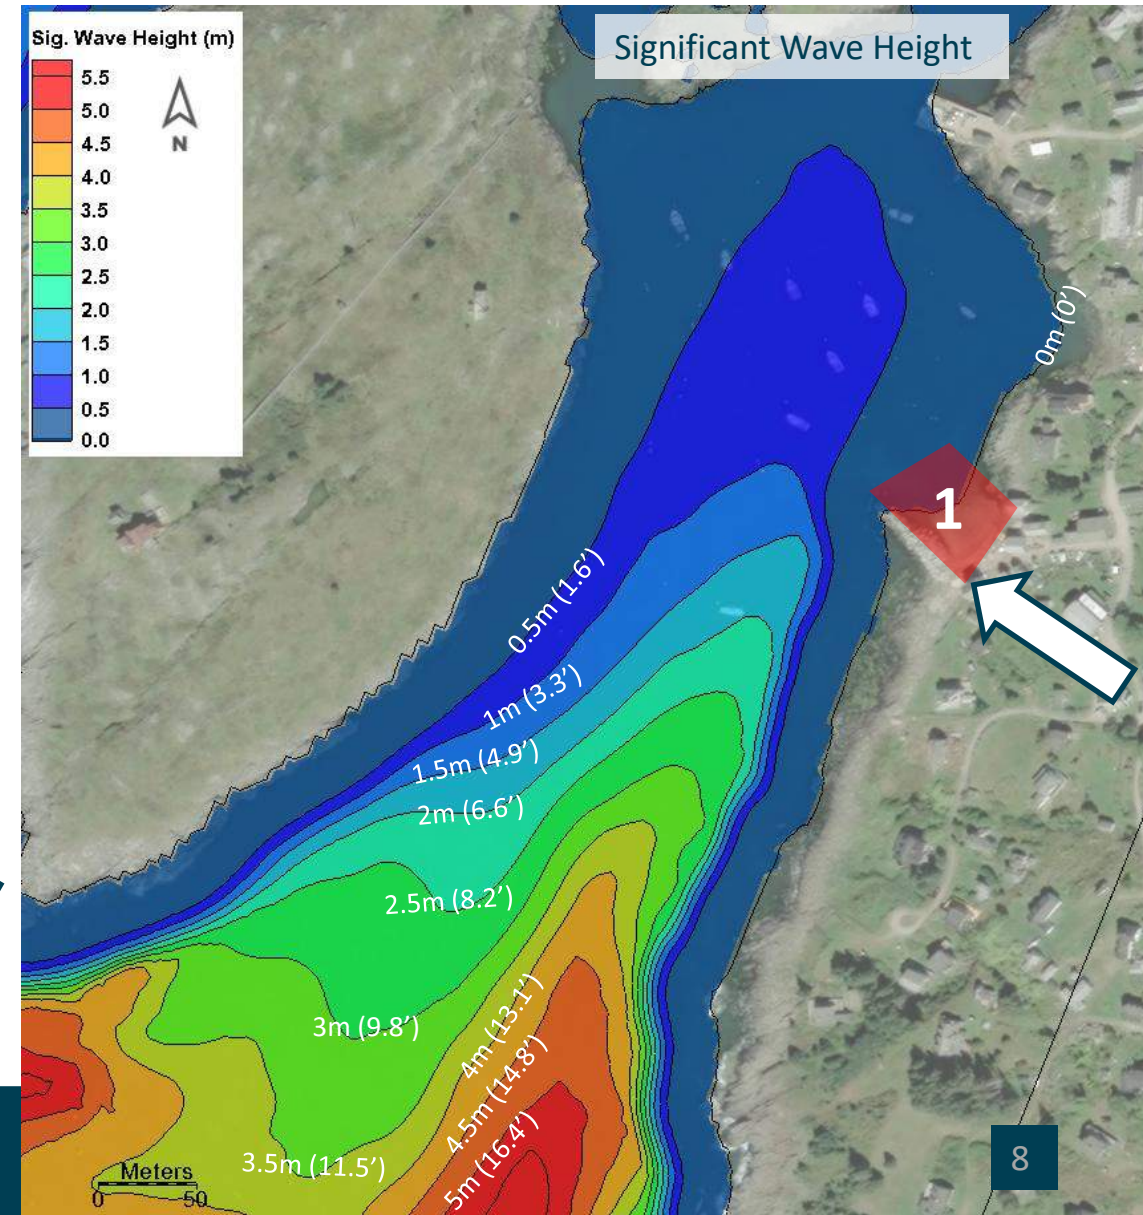 Significant Wave Height
Sig. Wave Height (m)
N
5.5
5.0
4.5
4.0
3.5
3.0
2.5
2.0
1.5
1.0
0.5
0.0
0m (0’)
1
0.5m (1.6’)
1m (3.3’)
1.5m (4.9’)
2m (6.6’)
2.5m (8.2’)
3m (9.8’)
4m (13.1’)
4.5m (14.8’)
5m (16.4’)
3.5m (11.5’)
Meters
0 50
8